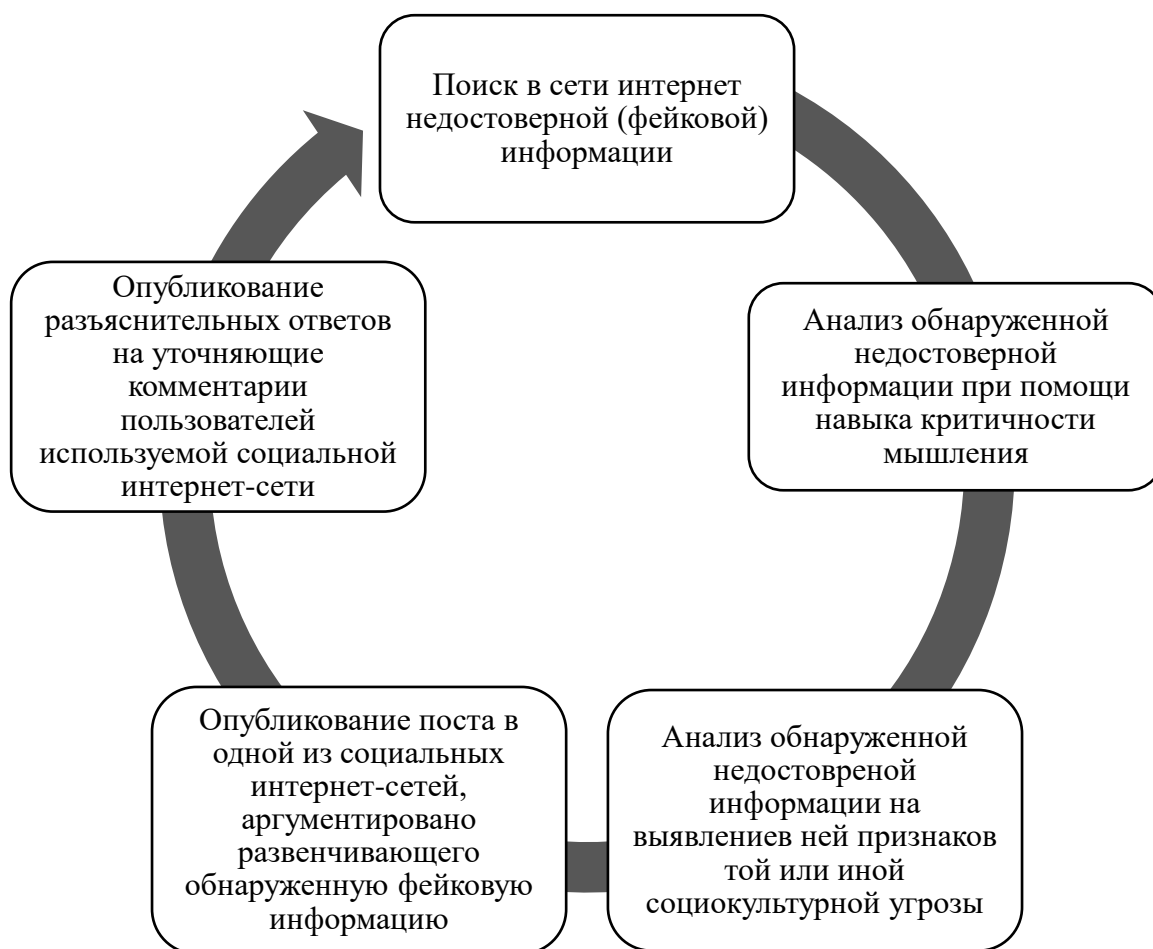 Поиск в сети интернет
недостоверной (фейковой)
информации
Анализ обнаруженной
недостоверной
информации при помощи
навыка критичности
мышления
Анализ обнаруженной
недостовреной
информации на
выявлениев ней признаков
той или иной
социокультурной угрозы
Опубликование поста в
одной из социальных
интернет-сетей,
аргументировано
развенчивающего
обнаруженную фейковую
информацию
Опубликование
разъяснительных ответов
на уточняющие
комментарии
пользователей
используемой социальной
интернет-сети